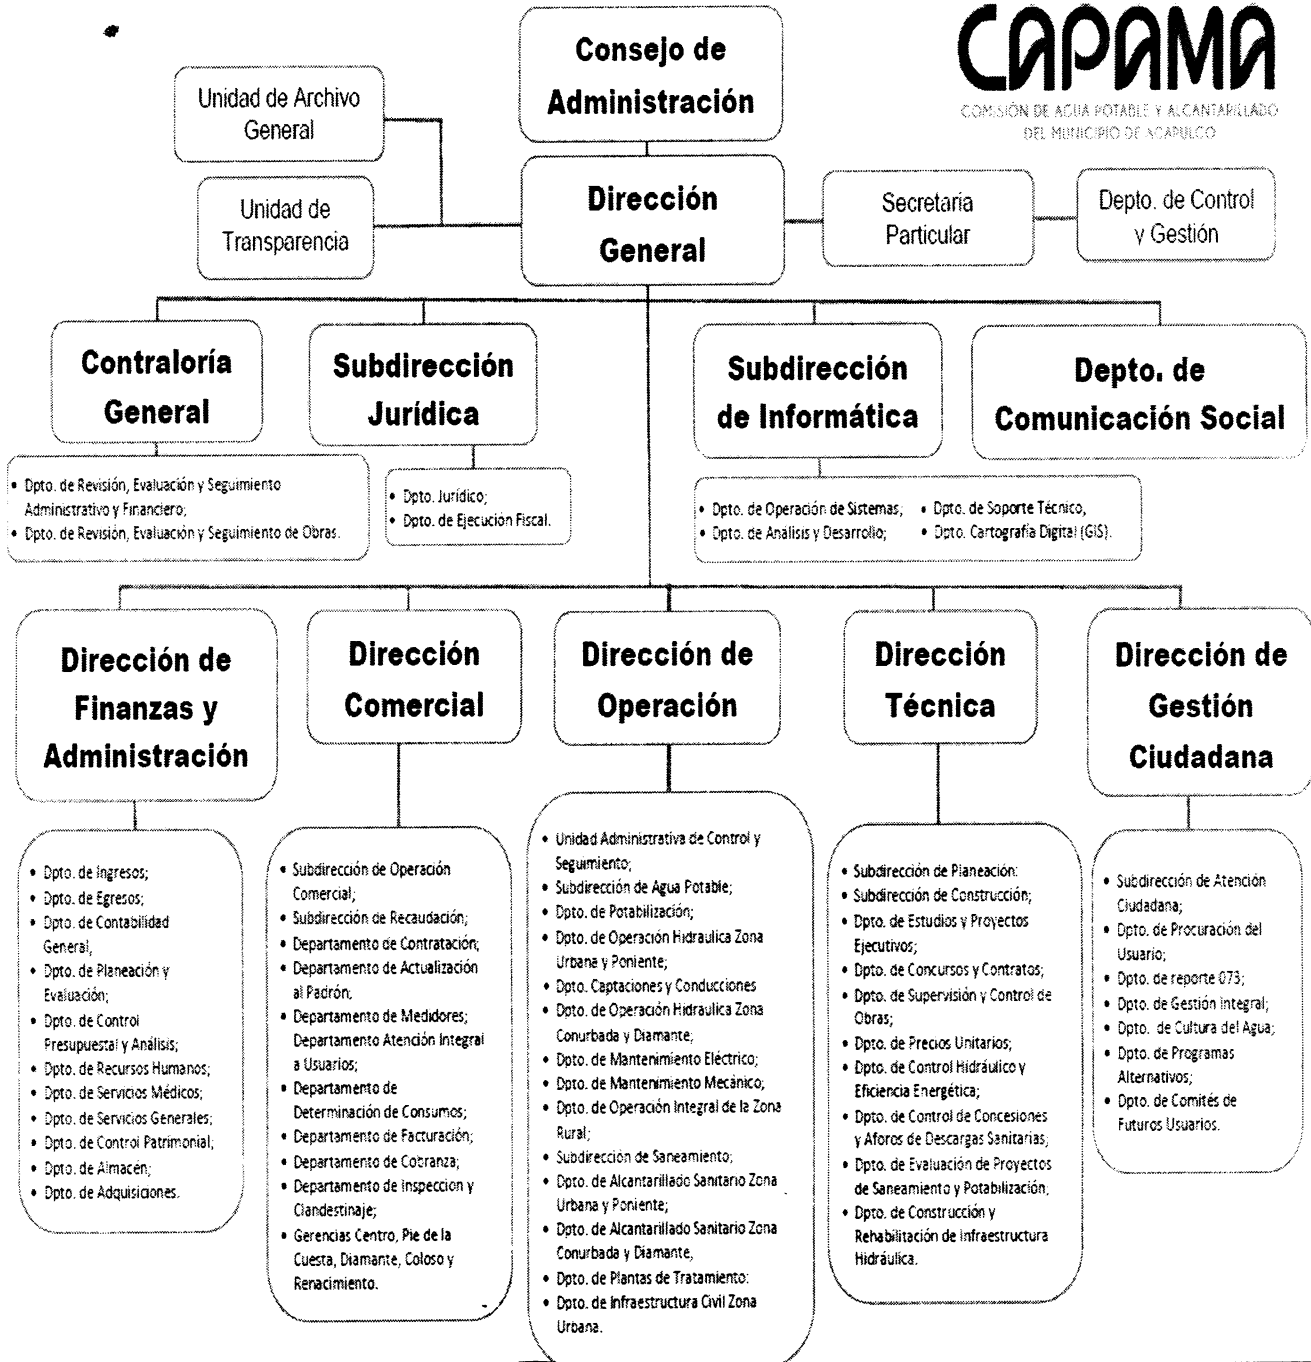 CAPAMA
COMISIÓN DE AGUA POTABLE Y ALCANTARILLADO
DEL MUNICIPIO DE ACAPULCO
Consejo de
Administración
Unidad de Archivo
General
Unidad de
Transparencia
Dirección
General
Secretaria
Particular
Depto. de Control
y Gestión
Contraloría
General
Subdirección
Jurídica
Subdirección
de Informática
Depto. de
Comunicación Social
• Dpto. de Revisión, Evaluación y Seguimiento
Administrativo y Financiero;
• Dpto. de Revisión, Evaluación y Seguimiento de Obras.
• Dpto. Jurídico;
• Dpto. de Ejecución Fiscal.
• Dpto. de Operación de Sistemas;
• Dpto. de Análisis y Desarrollo;
• Dpto. de Soporte Técnico,
• Dpto. Cartografía Digital (GIS).
Dirección de
Finanzas y
Administración
Dirección
Comercial
Dirección de
Operación
Dirección
Técnica
Dirección de
Gestión
Ciudadana
• Dpto. de Ingresos;
• Dpto. de Egresos;
• Dpto. de Contabilidad
General,
• Dpto. de Planeación y
Evaluación;
• Dpto. de Control
Presupuestal y Análisis;
• Dpto. de Recursos Humanos;
• Dpto. de Servicios Médicos;
• Dpto. de Servicios Generales;
• Dpto. de Control Patrimonial;
• Dpto. de Almacén;
• Dpto. de Adquisiciones.
• Subdirección de Operación
Comercial;
• Subdirección de Recaudación;
• Departamento de Contratación;
• Departamento de Actualización
al Padrón;
• Departamento de Medidores;
Departamento Atención Integral
a Usuarios;
• Departamento de
Determinación de Consumos;
• Departamento de Facturación;
• Departamento de Cobranza;
• Departamento de Inspeccion y
Clandestinaje;
• Gerencias Centro, Pie de la
Cuesta, Diamante, Coloso y
Renacimiento.
• Unidad Administrativa de Control y
Seguimiento;
• Subdirección de Agua Potable;
• Dpto. de Potabilización;
• Dpto. de Operación Hidraulica Zona
Urbana y Poniente;
• Dpto. Captaciones y Conducciones
• Dpto. de Operación Hidraulica Zona
Conurbada y Diamante,
• Dpto. de Mantenimiento Eléctrico;
• Dpto. de Mantenimiento Mecánico;
• Dpto. de Operación Integral de la Zona
Rural;
• Subdirección de Saneamiento;
• Dpto. de Alcantarillado Sanitario Zona
Urbana y Poniente;
• Dpto. de Alcantarillado Sanitario Zona
Conurbada y Diamante,
• Dpto. de Plantas de Tratamiento:
• Dpto. de Infraestructura Civil Zona
Urbana.
• Subdirección de Planeación:
• Subdirección de Construcción;
• Dpto. de Estudios y Proyectos
Ejecutivos;
• Dpto. de Concursos y Contratos;
• Dpto. de Supervisión y Control de
Obras;
• Dpto. de Precios Unitarios;
• Dpto. de Control Hidráulico y
Eficiencia Energética;
• Dpto. de Control de Concesiones
y Aforos de Descargas Sanitarias;
• Dpto. de Evaluación de Proyectos
de Saneamiento y Potabilización;
• Dpto. de Construcción y
Rehabilitación de Infraestructura
Hidráulica.
• Subdirección de Atención
Ciudadana;
• Dpto. de Procuración del
Usuario;
• Dpto. de reporte 073;
• Dpto. de Gestión Integral;
• Dpto. de Cultura del Agua;
• Dpto. de Programas
Alternativos;
• Dpto. de Comités de
Futuros Usuarios.